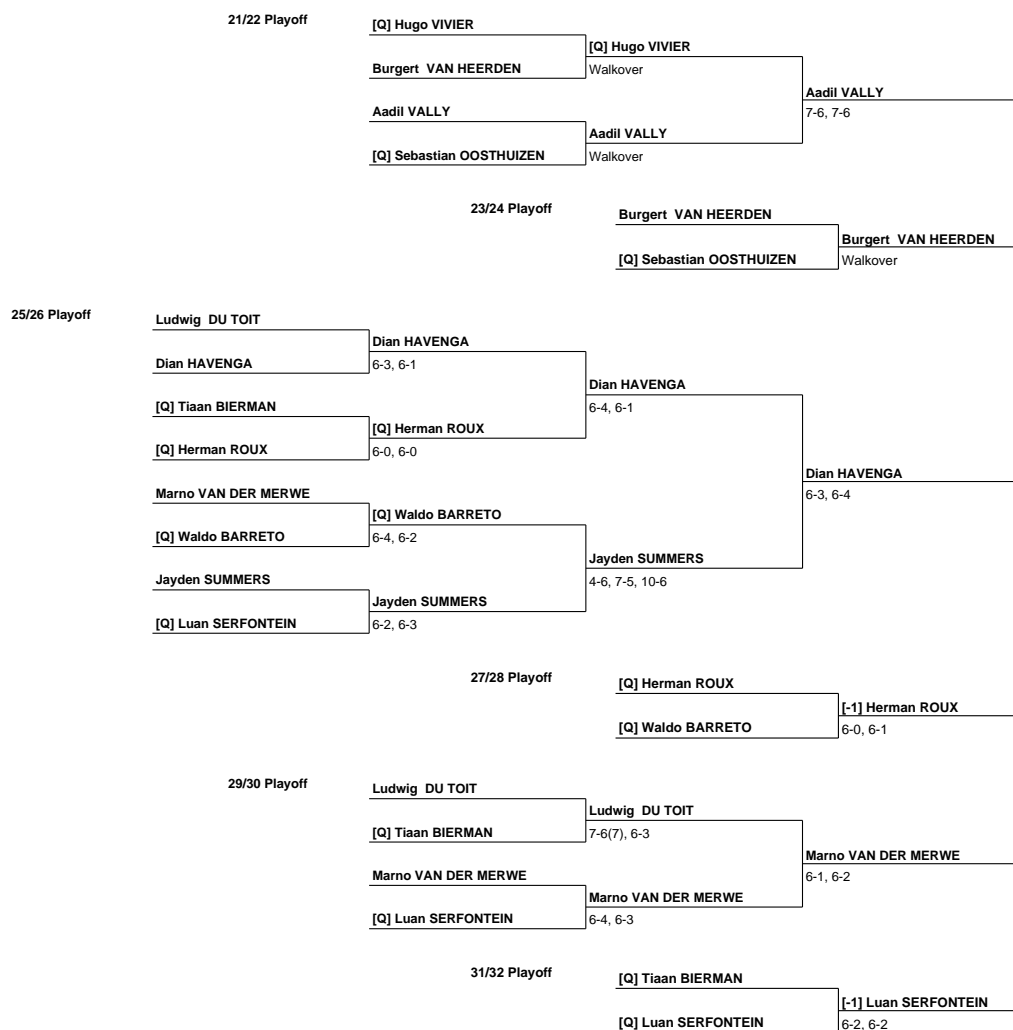 21/22 Playoff
[Q] Hugo VIVIER
[Q] Hugo VIVIER
Burgert  VAN HEERDEN
Walkover
Aadil VALLY
Aadil VALLY
7-6, 7-6
Aadil VALLY
[Q] Sebastian OOSTHUIZEN
Walkover
23/24 Playoff
Burgert  VAN HEERDEN
Burgert  VAN HEERDEN
[Q] Sebastian OOSTHUIZEN
Walkover
25/26 Playoff
Ludwig  DU TOIT
Dian HAVENGA
Dian HAVENGA
6-3, 6-1
Dian HAVENGA
[Q] Tiaan BIERMAN
6-4, 6-1
[Q] Herman ROUX
[Q] Herman ROUX
6-0, 6-0
Dian HAVENGA
Marno VAN DER MERWE
6-3, 6-4
[Q] Waldo BARRETO
[Q] Waldo BARRETO
6-4, 6-2
Jayden SUMMERS
Jayden SUMMERS
4-6, 7-5, 10-6
Jayden SUMMERS
[Q] Luan SERFONTEIN
6-2, 6-3
27/28 Playoff
[Q] Herman ROUX
[-1] Herman ROUX
[Q] Waldo BARRETO
6-0, 6-1
29/30 Playoff
Ludwig  DU TOIT
Ludwig  DU TOIT
[Q] Tiaan BIERMAN
7-6(7), 6-3
Marno VAN DER MERWE
Marno VAN DER MERWE
6-1, 6-2
Marno VAN DER MERWE
[Q] Luan SERFONTEIN
6-4, 6-3
31/32 Playoff
[Q] Tiaan BIERMAN
[-1] Luan SERFONTEIN
[Q] Luan SERFONTEIN
6-2, 6-2